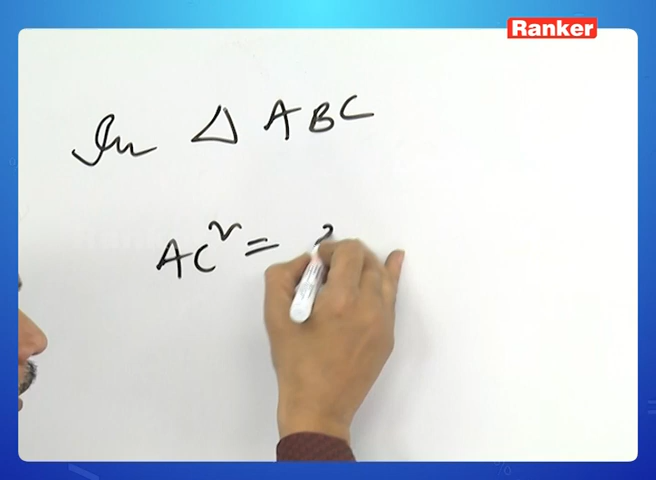 Ranker
In △ ABC
AC² =